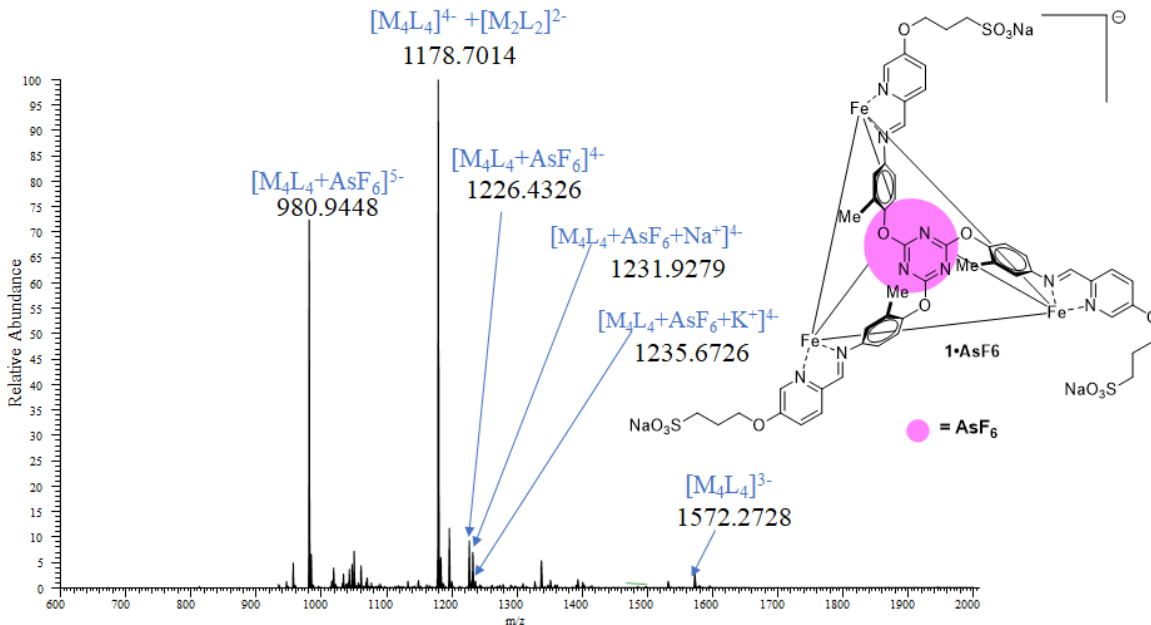 [M₄L₄]⁴⁻ +[M₂L₂]²⁻
1178.7014
[M₄L₄+AsF₆]⁴⁻
1226.4326
[M₄L₄+AsF₆]⁵⁻
980.9448
[M₄L₄+AsF₆+Na⁺]⁴⁻
1231.9279
[M₄L₄+AsF₆+K⁺]⁴⁻
1235.6726
[M₄L₄]³⁻
1572.2728
Relative Abundance
100
95
90
85
80
75
70
65
60
55
50
45
40
35
30
25
20
15
10
5
0
600
800
900
1000
1100
1200
1300
1400
1500
1600
1700
1800
1900
2000
m/z
⊖
SO₃Na
O
N
Fe
N
Me
O
N
N
O
N
Me
O
N
Fe
N
O
Me
Fe
N
N
1•AsF6
NaO₃S
O
NaO₃S
= AsF₆